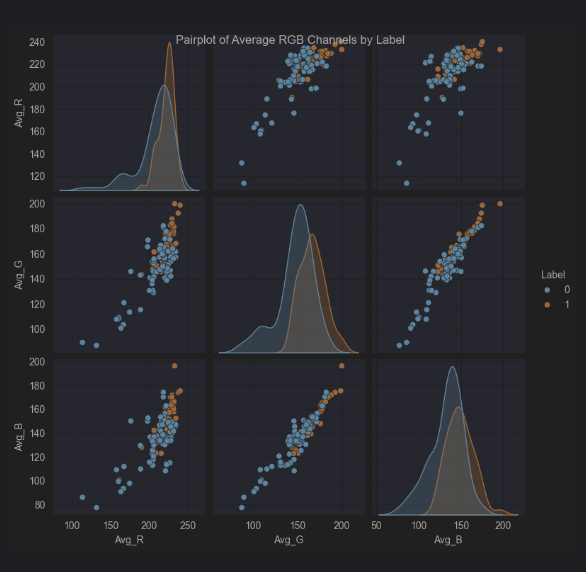 Pairplot of Average RGB Channels by Label
240
220
200
180
160
140
120
Avg_R
200
180
160
140
120
100
Avg_G
Label
0
1
200
180
160
140
120
100
80
Avg_B
100 150 200 250
100 150 200
50 100 150 200
Avg_R Avg_G Avg_B